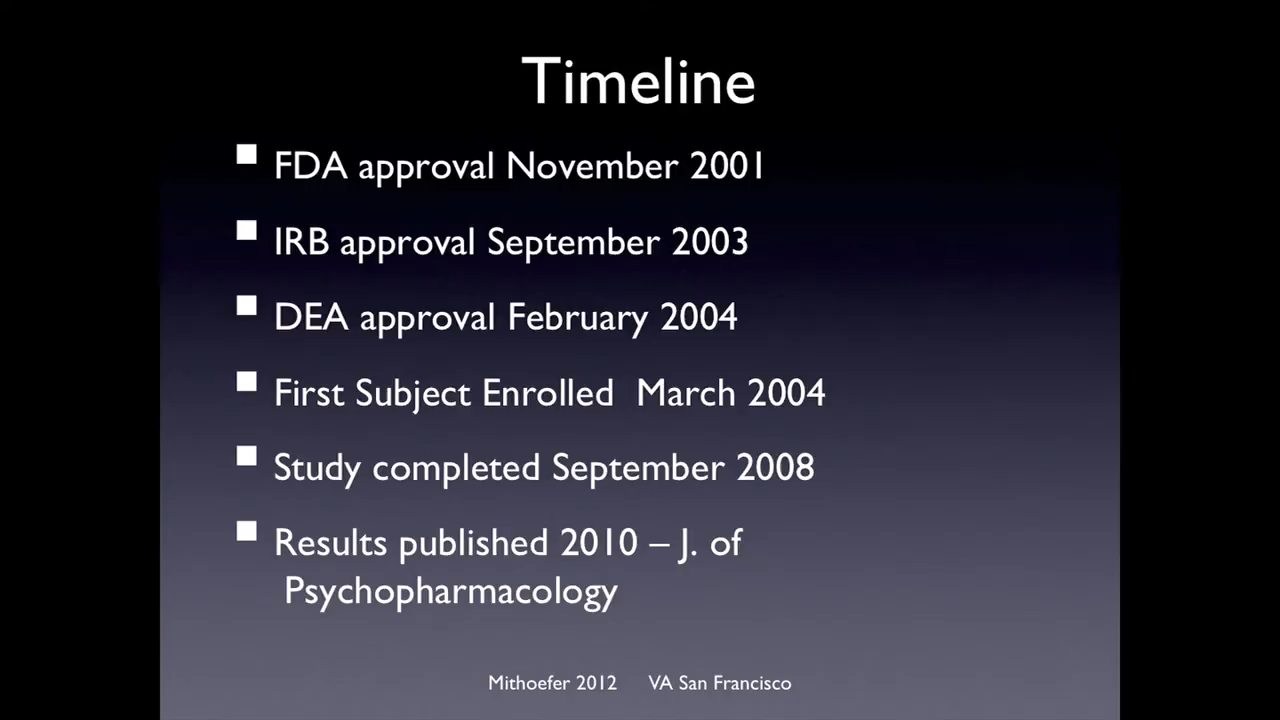 Timeline
FDA approval November 2001
IRB approval September 2003
DEA approval February 2004
First Subject Enrolled  March 2004
Study completed September 2008
Results published 2010 – J. of
Psychopharmacology
Mithoefer 2012     VA San Francisco